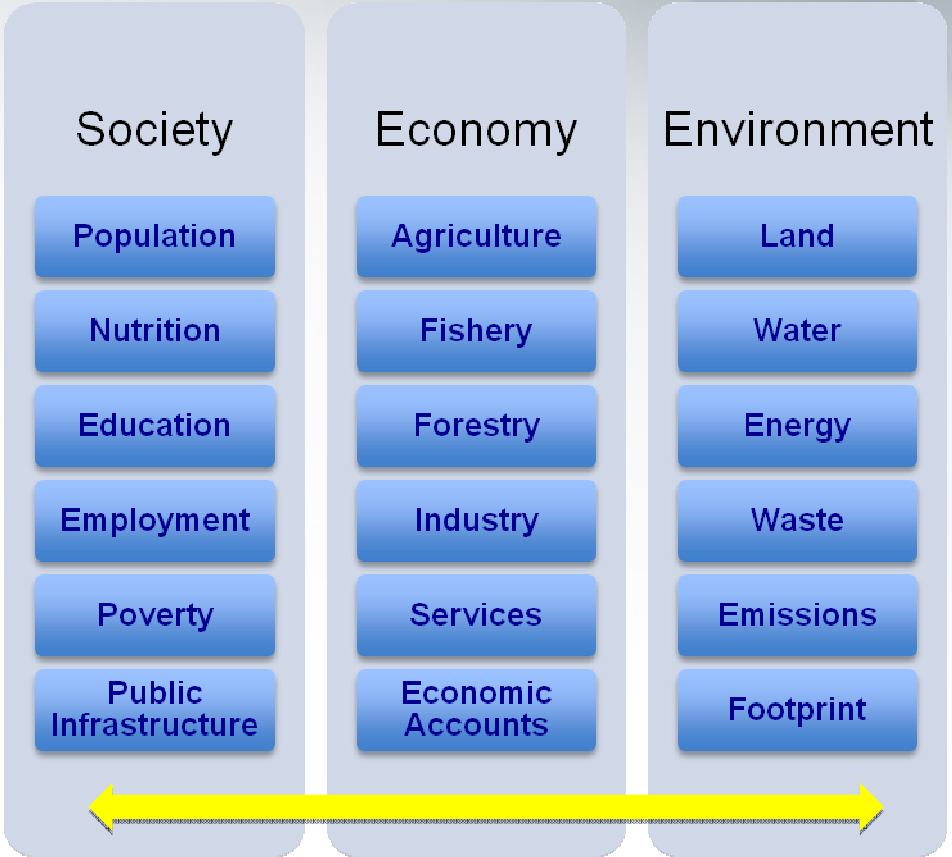 Society
Population
Nutrition
Education
Employment
Poverty
Public
Infrastructure
Economy
Agriculture
Fishery
Forestry
Industry
Services
Economic
Accounts
Environment
Land
Water
Energy
Waste
Emissions
Footprint